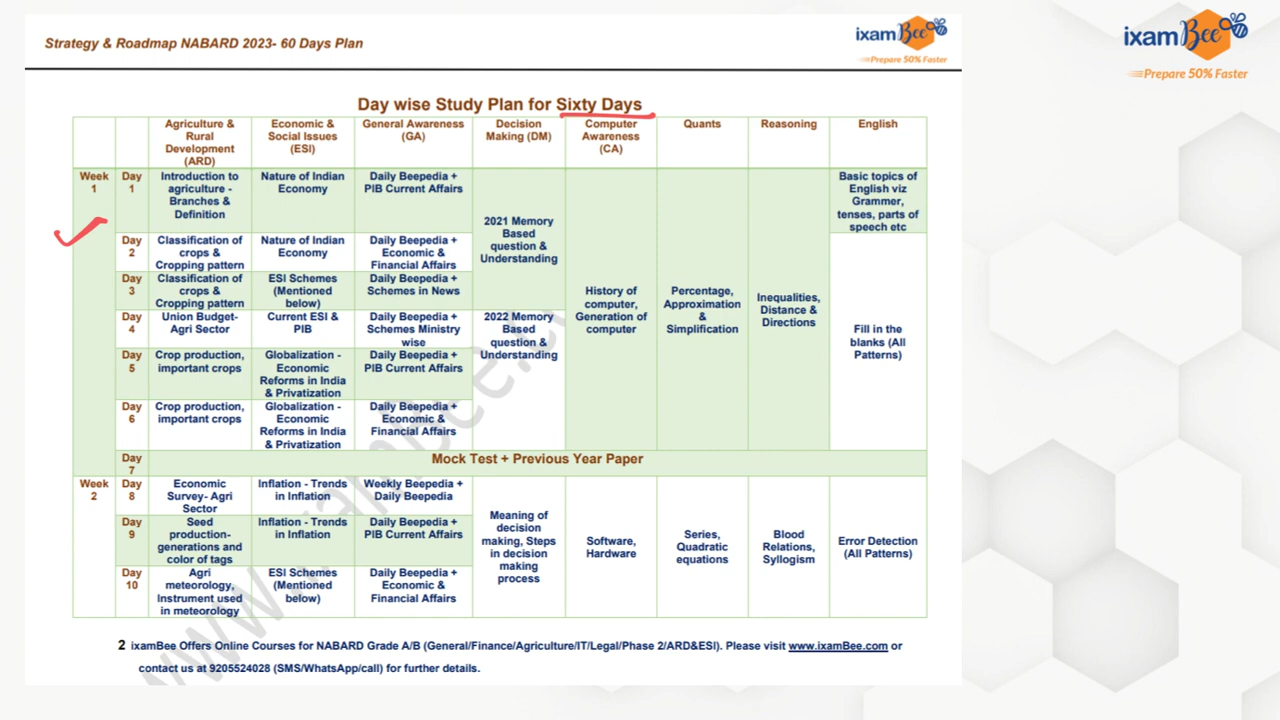 Strategy & Roadmap NABARD 2023- 60 Days Plan
ixamBee
Prepare 50% Faster
ixamBee
Prepare 50% Faster
Day wise Study Plan for Sixty Days
Agriculture &
Rural
Development
(ARD)
Economic &
Social Issues
(ESI)
General Awareness
(GA)
Decision
Making (DM)
Computer
Awareness
(CA)
Quants
Reasoning
English
Week
1
Day
1
Introduction to
agriculture -
Branches &
Definition
Nature of Indian
Economy
Daily Beepedia +
PIB Current Affairs
2021 Memory
Based
question &
Understanding
History of
computer,
Generation of
computer
Percentage,
Approximation
&
Simplification
Inequalities,
Distance &
Directions
Basic topics of
English viz
Grammer,
tenses, parts of
speech etc
Day
2
Classification of
crops &
Cropping pattern
Nature of Indian
Economy
Daily Beepedia +
Economic &
Financial Affairs
Fill in the
blanks (All
Patterns)
Day
3
Classification of
crops &
Cropping pattern
ESI Schemes
(Mentioned
below)
Daily Beepedia +
Schemes in News
Day
4
Union Budget-
Agri Sector
Current ESI &
PIB
Daily Beepedia +
Schemes Ministry
wise
2022 Memory
Based
question &
Understanding
Day
5
Crop production,
important crops
Globalization -
Economic
Reforms in India
& Privatization
Daily Beepedia +
PIB Current Affairs
Day
6
Crop production,
important crops
Globalization -
Economic
Reforms in India
& Privatization
Daily Beepedia +
Economic &
Financial Affairs
Day
7
Mock Test + Previous Year Paper
Week
2
Day
8
Economic
Survey- Agri
Sector
Inflation - Trends
in Inflation
Weekly Beepedia +
Daily Beepedia
Meaning of
decision
making, Steps
in decision
making
process
Software,
Hardware
Series,
Quadratic
equations
Blood
Relations,
Syllogism
Error Detection
(All Patterns)
Day
9
Seed
production-
generations and
color of tags
Inflation - Trends
in Inflation
Daily Beepedia +
PIB Current Affairs
Day
10
Agri
meteorology,
Instrument used
in meteorology
ESI Schemes
(Mentioned
below)
Daily Beepedia +
Economic &
Financial Affairs
2 ixamBee Offers Online Courses for NABARD Grade A/B (General/Finance/Agriculture/IT/Legal/Phase 2/ARD&ESI). Please visit www.ixamBee.com or
contact us at 9205524028 (SMS/WhatsApp/call) for further details.